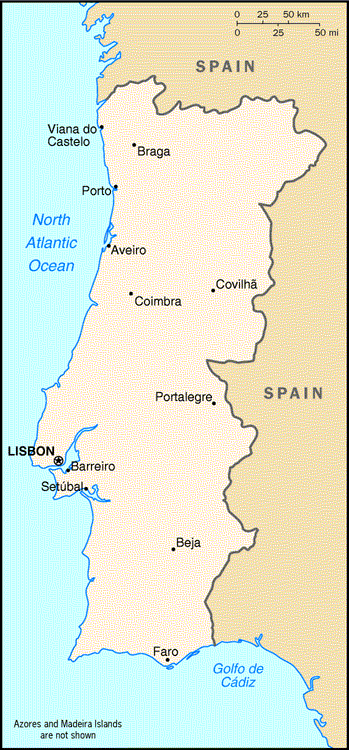 0 25 50 km
0 25 50 mi
SPAIN
Viana do
Castelo
Braga
Porto
North
Atlantic
Ocean
Aveiro
Covilhã
Coimbra
SPAIN
Portalegre
LISBON
Barreiro
Setúbal
Beja
Faro
Golfo de
Cádiz
Azores and Madeira Islands
are not shown